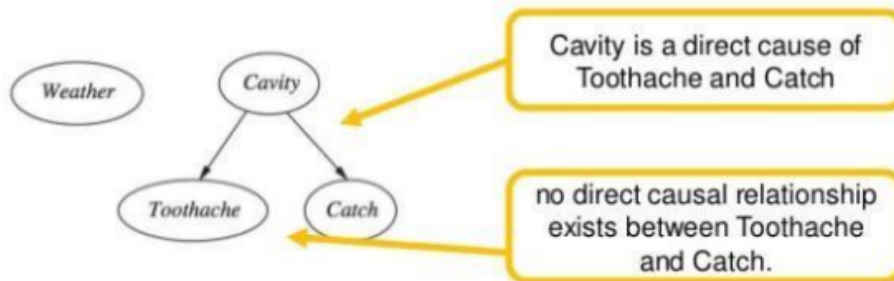 Weather
Cavity
Toothache
Catch
Cavity is a direct cause of
Toothache and Catch
no direct causal relationship
exists between Toothache
and Catch.